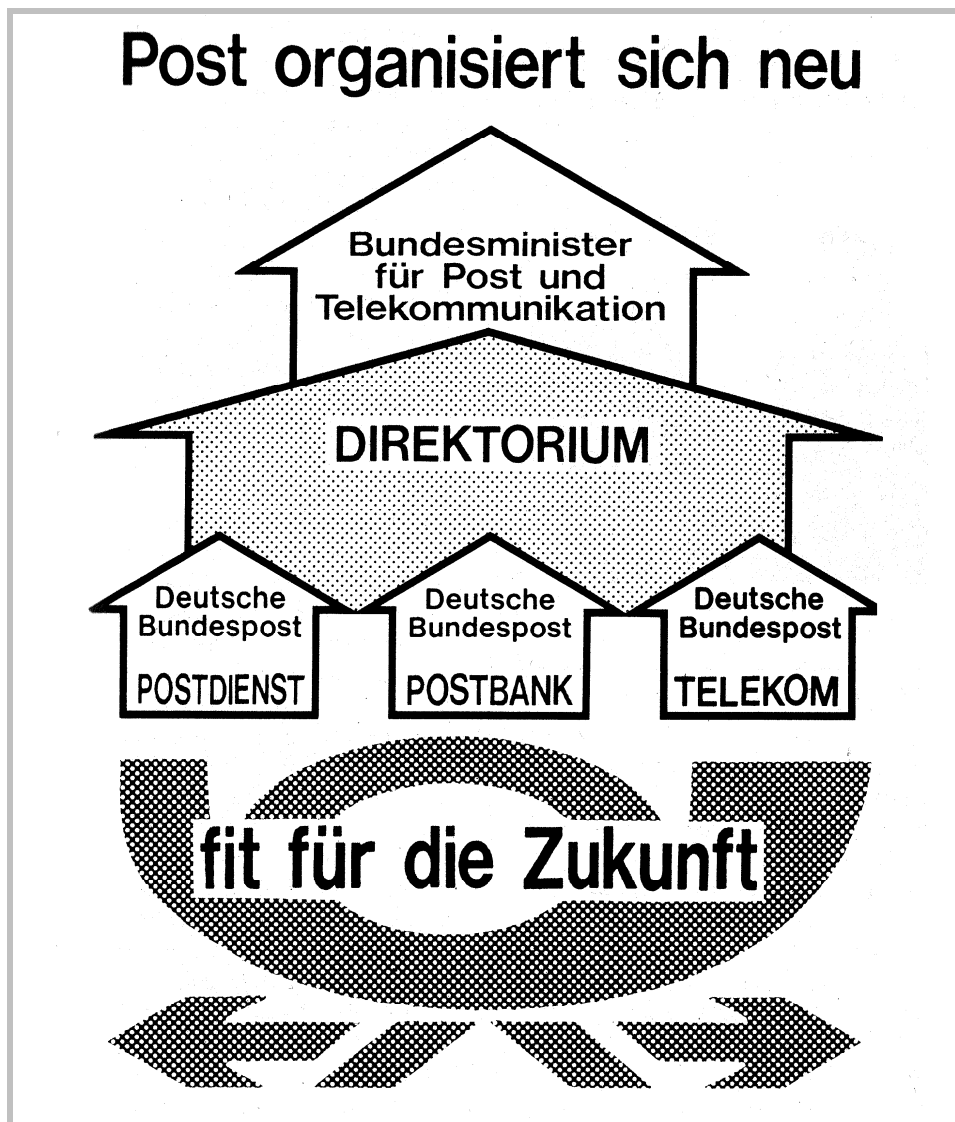 Post organisiert sich neu
Bundesminister
für Post und
Telekommunikation
DIREKTORIUM
Deutsche
Bundespost
POSTDIENST
Deutsche
Bundespost
POSTBANK
Deutsche
Bundespost
TELEKOM
fit für die Zukunft